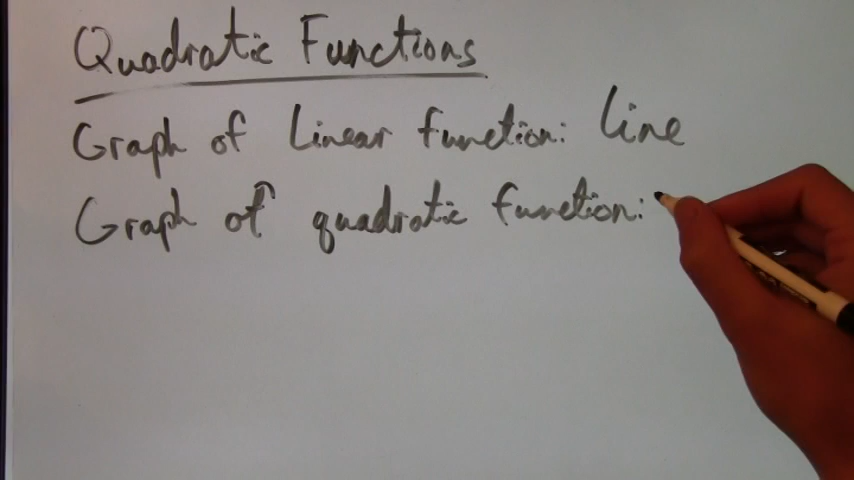 Quadratic Functions
Graph of Linear function: line
Graph of quadratic function: